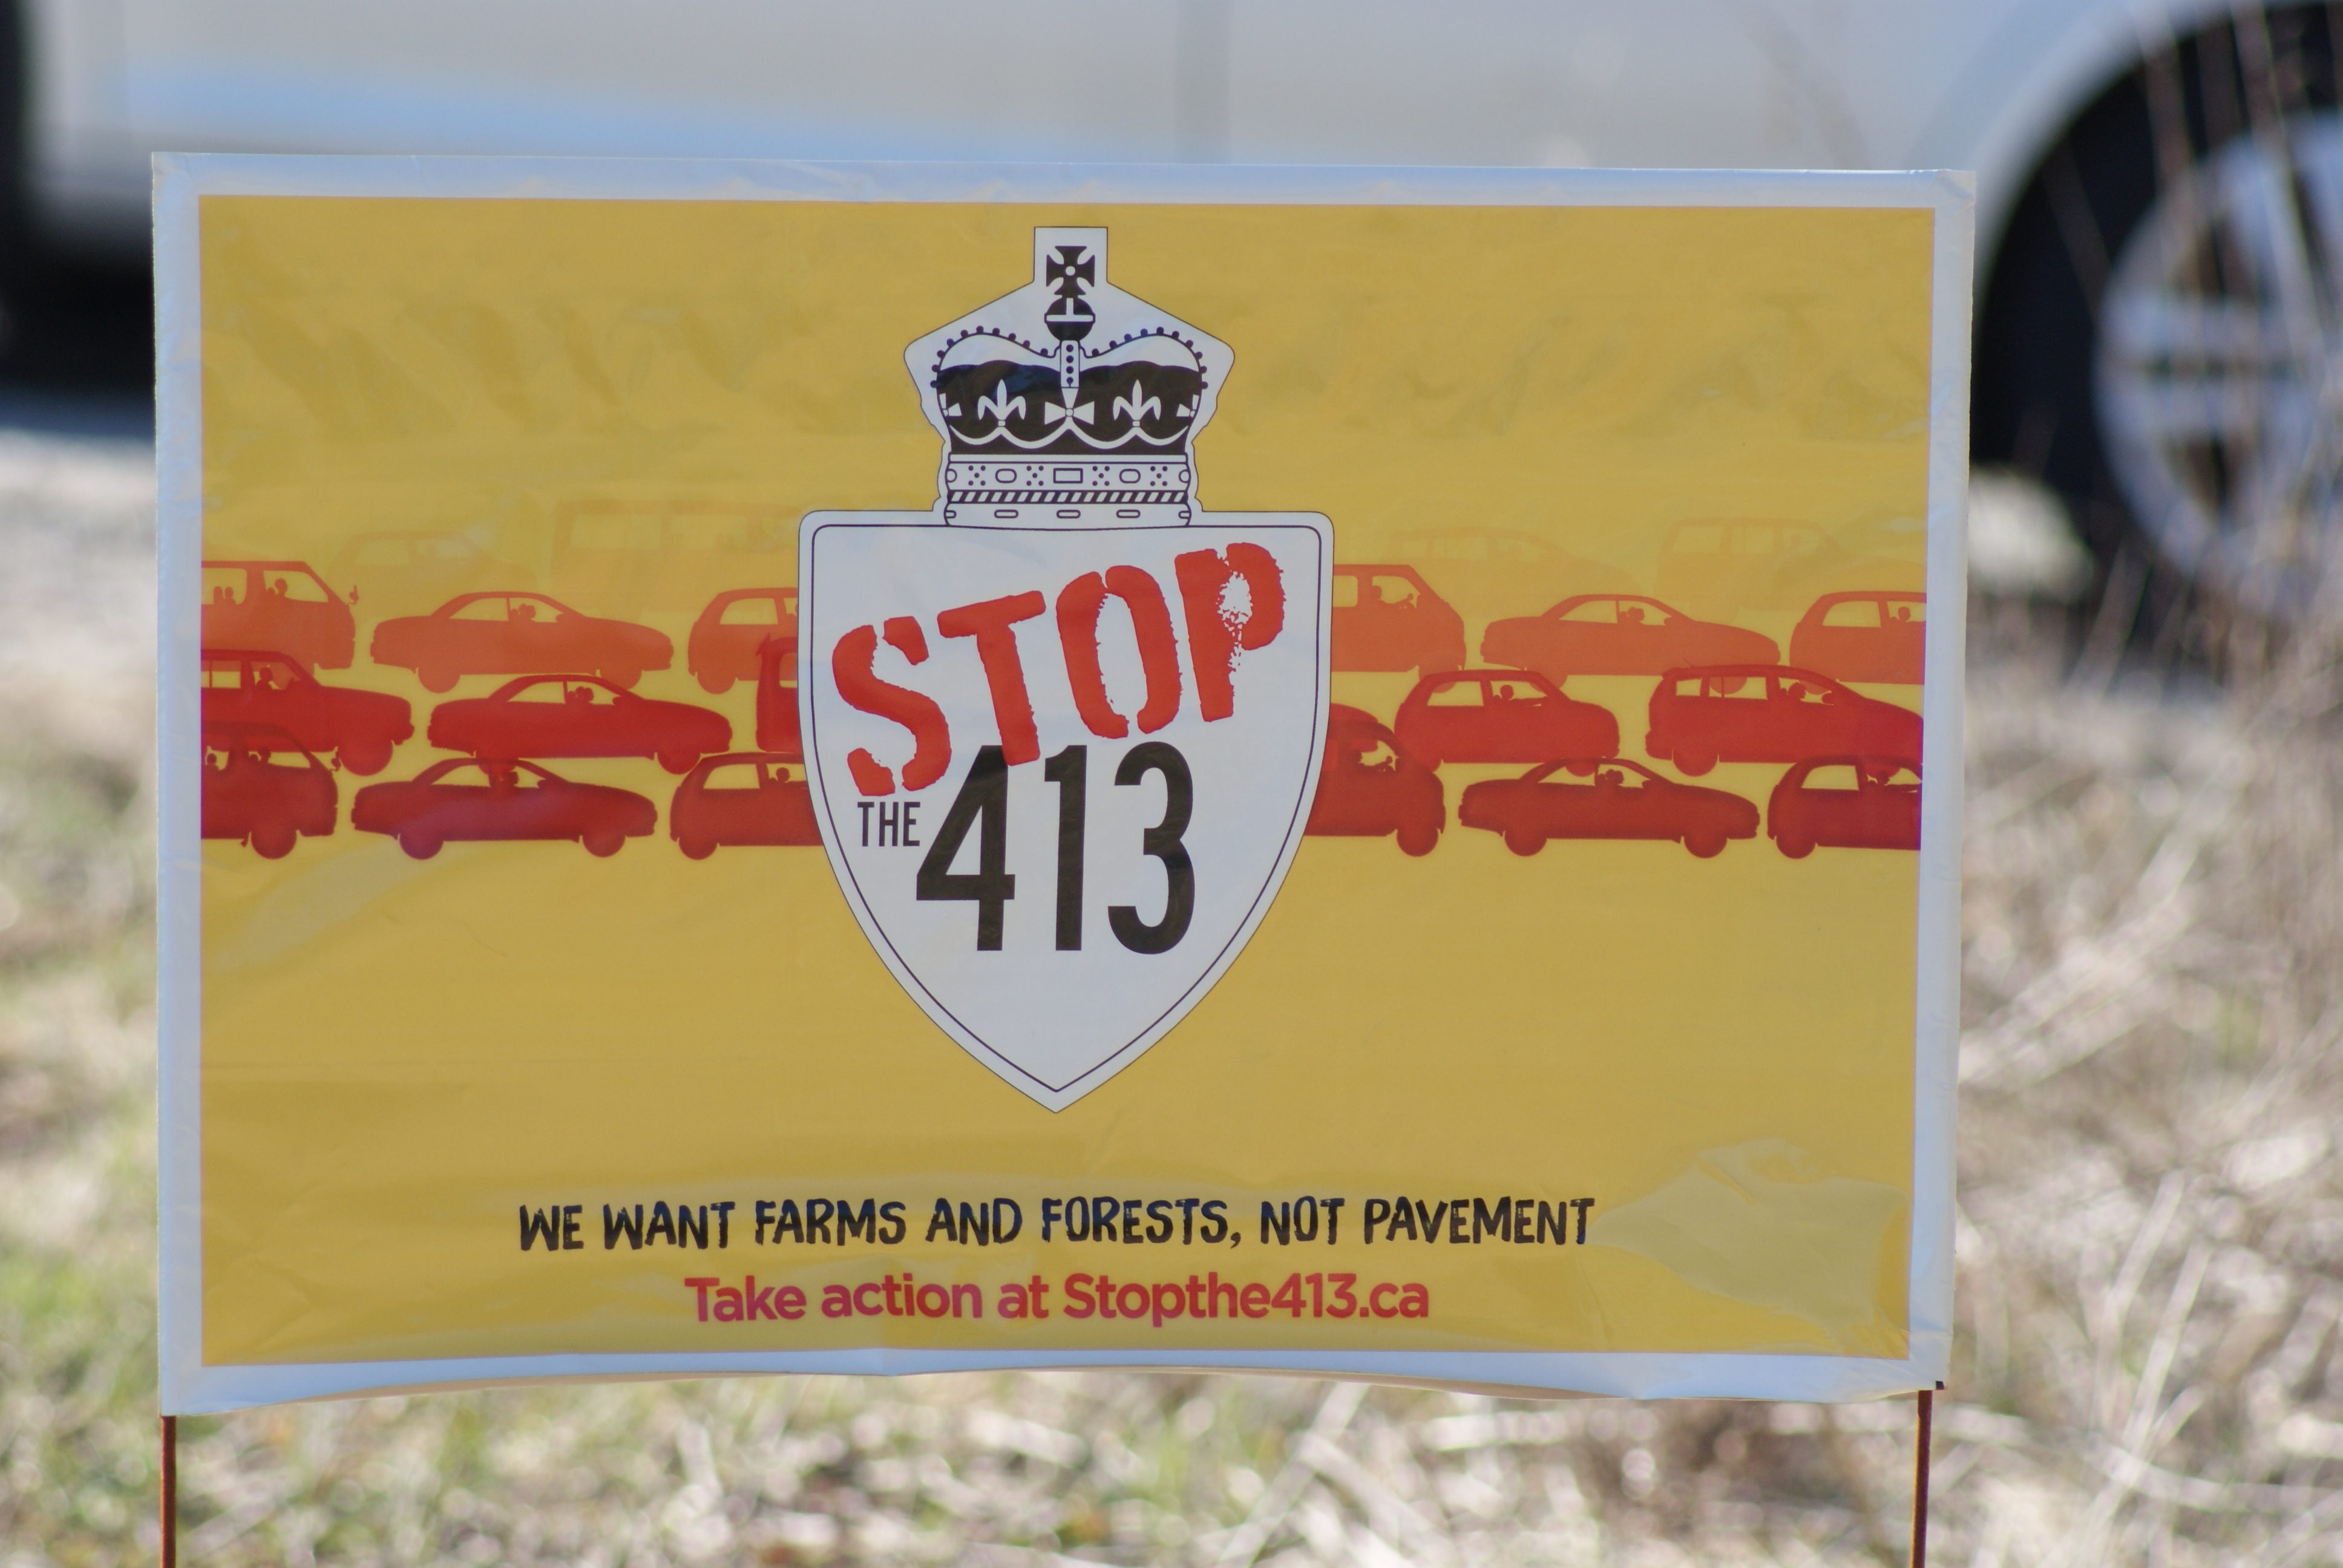 STOP
THE 413
WE WANT FARMS AND FORESTS, NOT PAVEMENT
Take action at Stopthe413.ca